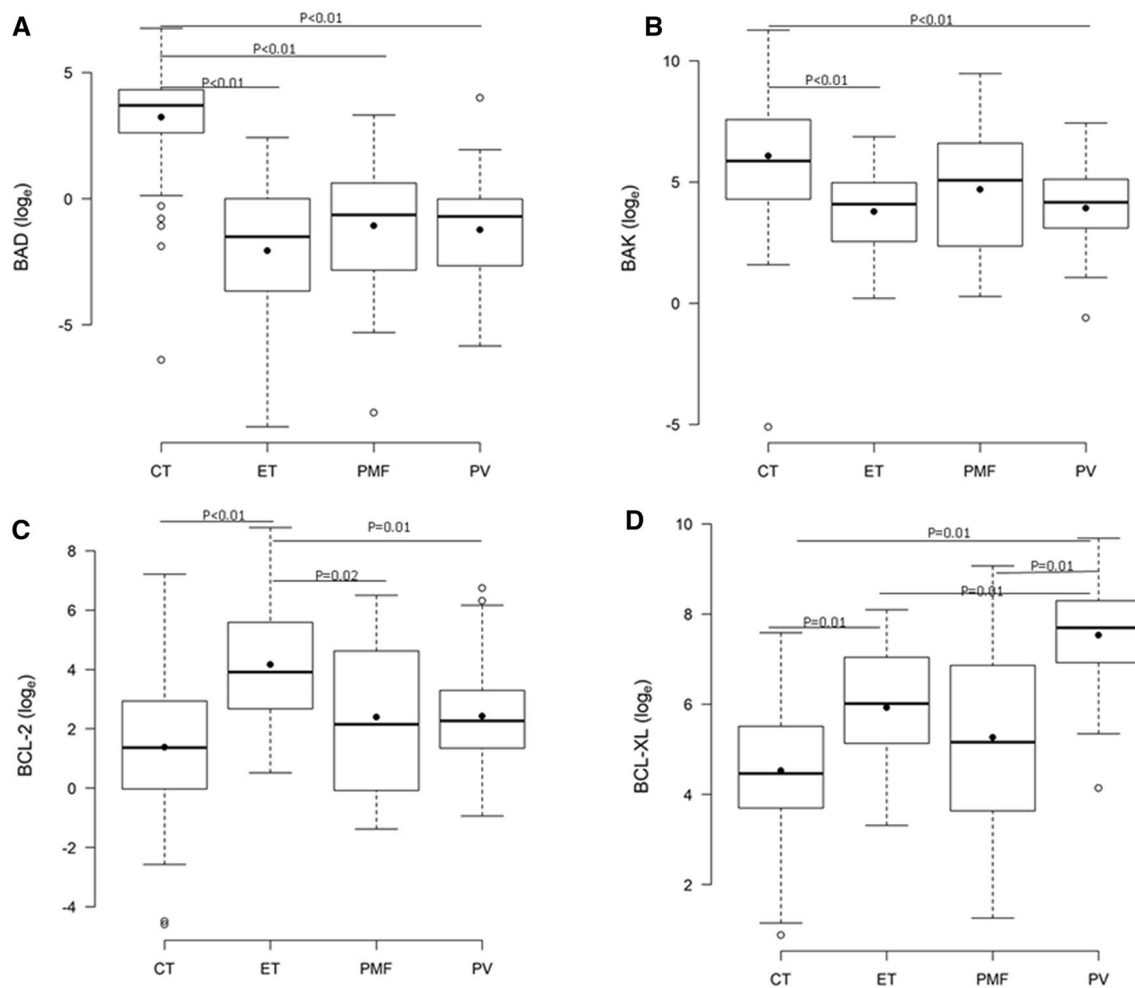 A
P<0.01
P<0.01
P<0.01
5
0
-5
BAD (logₑ)
CT ET PMF PV
B
P<0.01
P<0.01
10
5
0
-5
BAK (logₑ)
CT ET PMF PV
C
P<0.01
P=0.01
P=0.02
8
6
4
2
0
-2
-4
BCL-2 (logₑ)
CT ET PMF PV
D
P=0.01
P=0.01
P=0.01
P=0.01
10
8
6
4
2
BCL-XL (logₑ)
CT ET PMF PV